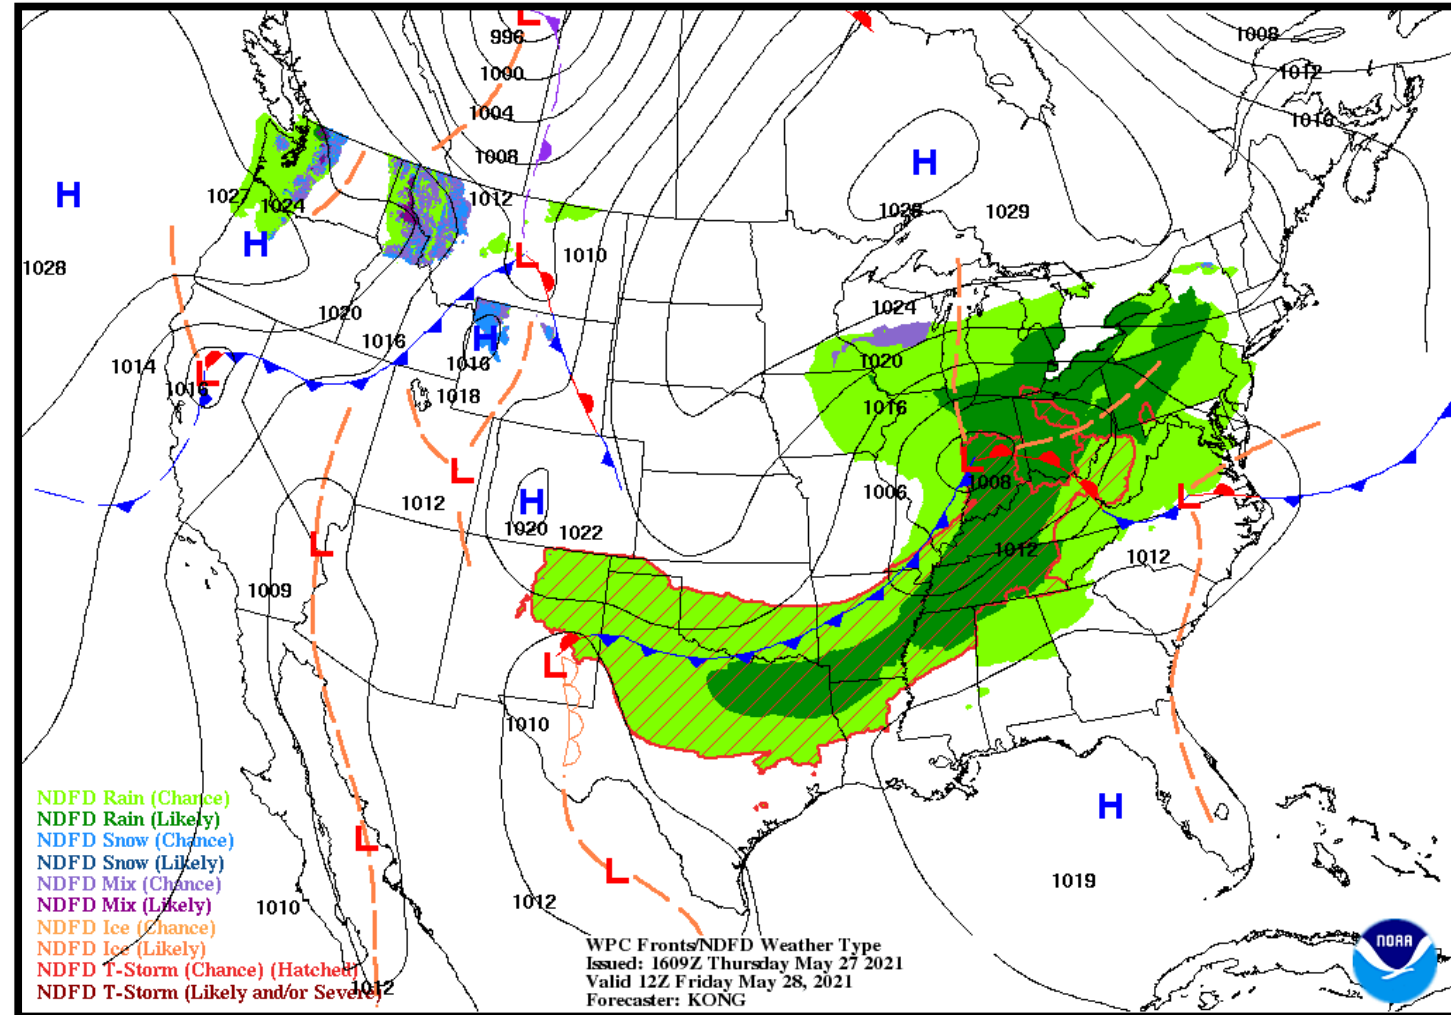 L
996
1008
1000
1012
1004
1016
1008
H
H
1027
1024
1012
1028
1029
H
1028
L
1010
1020
1024
1016
H
1016
1014
L
1016
1020
1018
1016
L
L
1012
H
1020
1022
1006
1008
L
L
1012
1012
1009
L
1010
H
1019
L
L
1012
1010
1012
NDFD Rain (Chance)
NDFD Rain (Likely)
NDFD Snow (Chance)
NDFD Snow (Likely)
NDFD Mix (Chance)
NDFD Mix (Likely)
NDFD Ice (Chance)
NDFD Ice (Likely)
NDFD T-Storm (Chance) (Hatched)
NDFD T-Storm (Likely and/or Severe)
WPC Fronts/NDFD Weather Type
Issued: 1609Z Thursday May 27 2021
Valid 12Z Friday May 28, 2021
Forecaster: KONG
NOAA